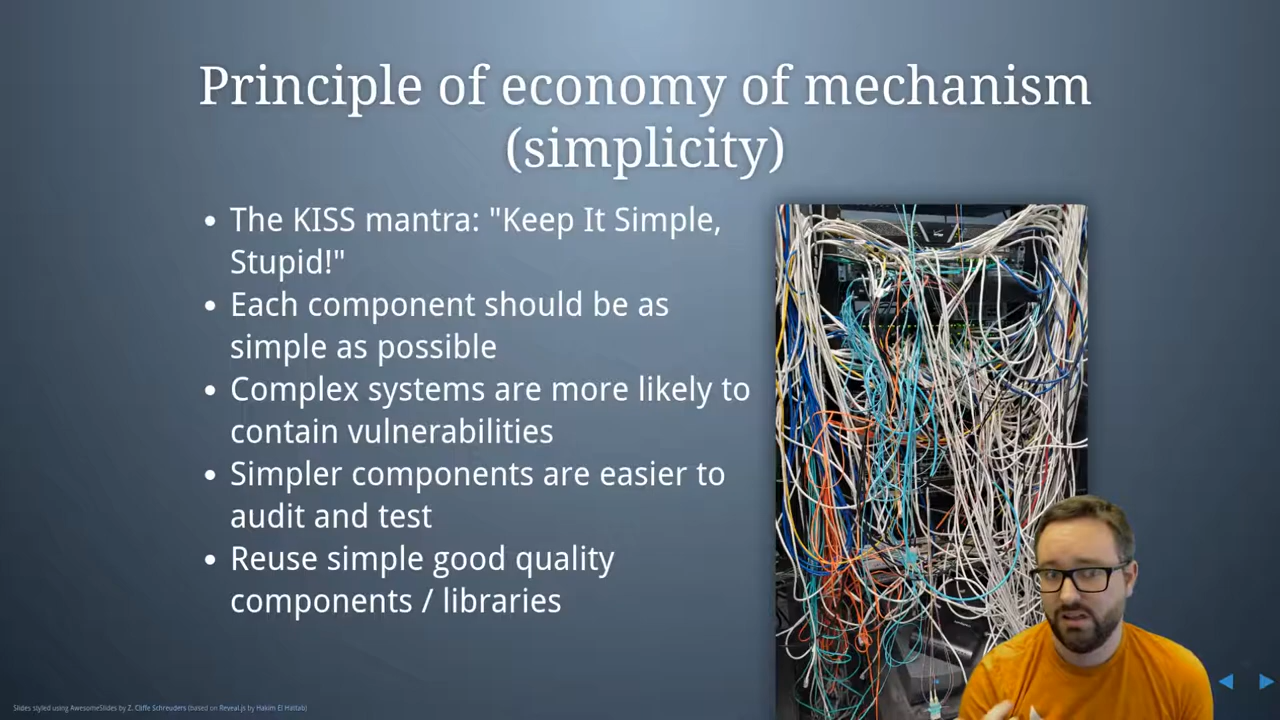 Principle of economy of mechanism
(simplicity)
• The KISS mantra: "Keep It Simple,
Stupid!"
• Each component should be as
simple as possible
• Complex systems are more likely to
contain vulnerabilities
• Simpler components are easier to
audit and test
• Reuse simple good quality
components / libraries
Slides styled using AwesomeSlides by Z. Cliffe Schreuders (based on Reveal.js by Hakim El Hattab)